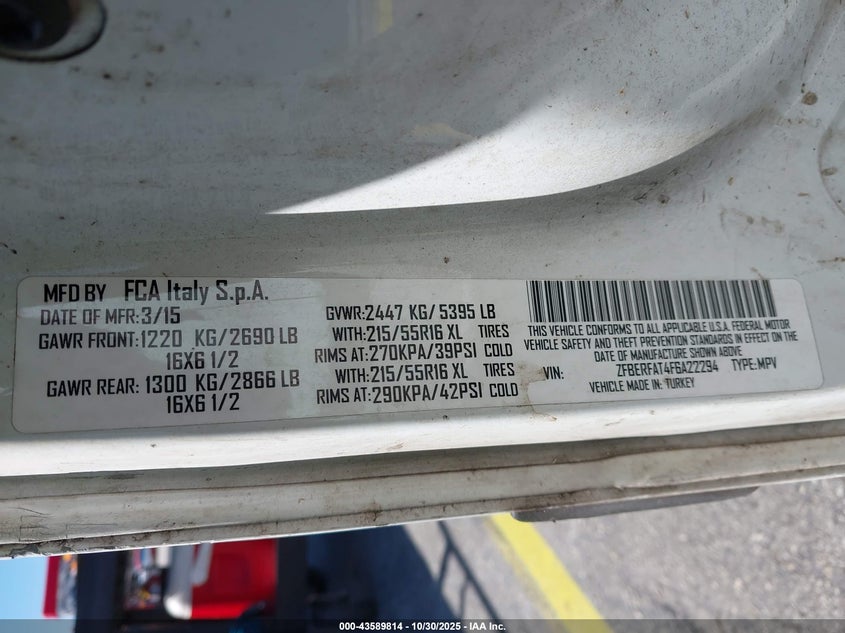 MFD BY FCA Italy S.p.A.
DATE OF MFR:3/15
GAWR FRONT:1220 KG/2690 LB
16X6 1/2
GAWR REAR: 1300 KG/2866 LB
16X6 1/2
GVWR:2447 KG/5395 LB
WITH:215/55R16 XL TIRES
RIMS AT:270KPA/39PSI COLD
WITH:215/55R16 XL TIRES
RIMS AT:290KPA/42PSI COLD
THIS VEHICLE CONFORMS TO ALL APPLICABLE U.S.A. FEDERAL MOTOR
VEHICLE SAFETY AND THEFT PREVENTION STANDARDS IN EFFECT ON THE
DATE OF MANUFACTURE SHOWN ABOVE
VIN: ZFBERFAT4F6A22294 TYPE:MPV
VEHICLE MADE IN: TURKEY
000-43589814 - 10/30/2025 - IAA Inc.